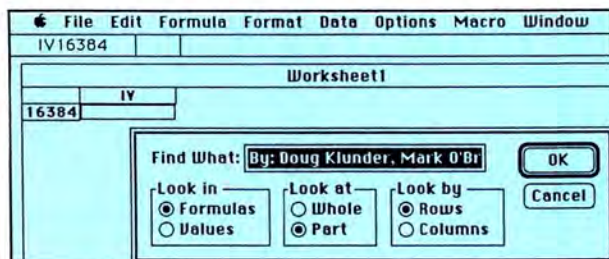 File Edit Formula Format Data Options Macro Window
IV16384
Worksheet1
IV
16384
Find What: By: Doug Klunder, Mark O'Br
OK
Look in Look at Look by
Formulas Whole Rows Cancel
Values Part Columns